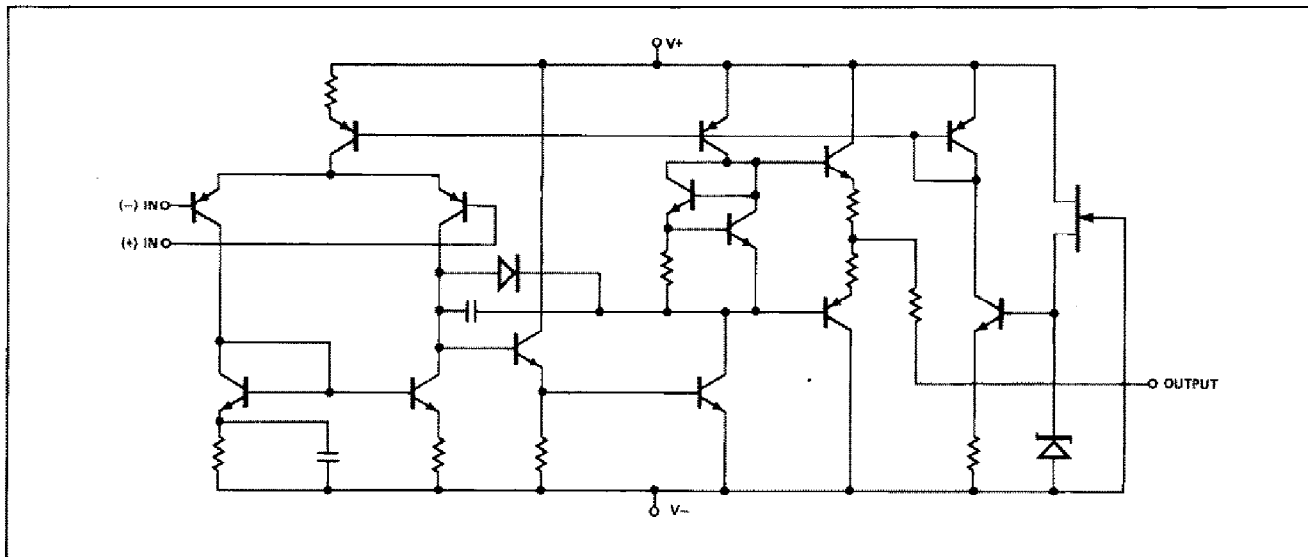 V+
(–) IN
(+) IN
OUTPUT
V–